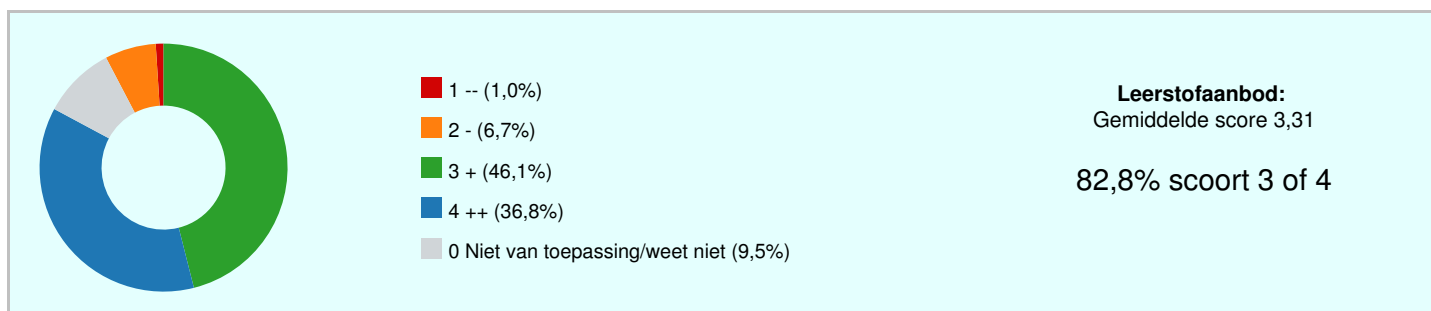 1 -- (1,0%)
2 - (6,7%)
3 + (46,1%)
4 ++ (36,8%)
0 Niet van toepassing/weet niet (9,5%)
Leerstofaanbod:
Gemiddelde score 3,31
82,8% scoort 3 of 4